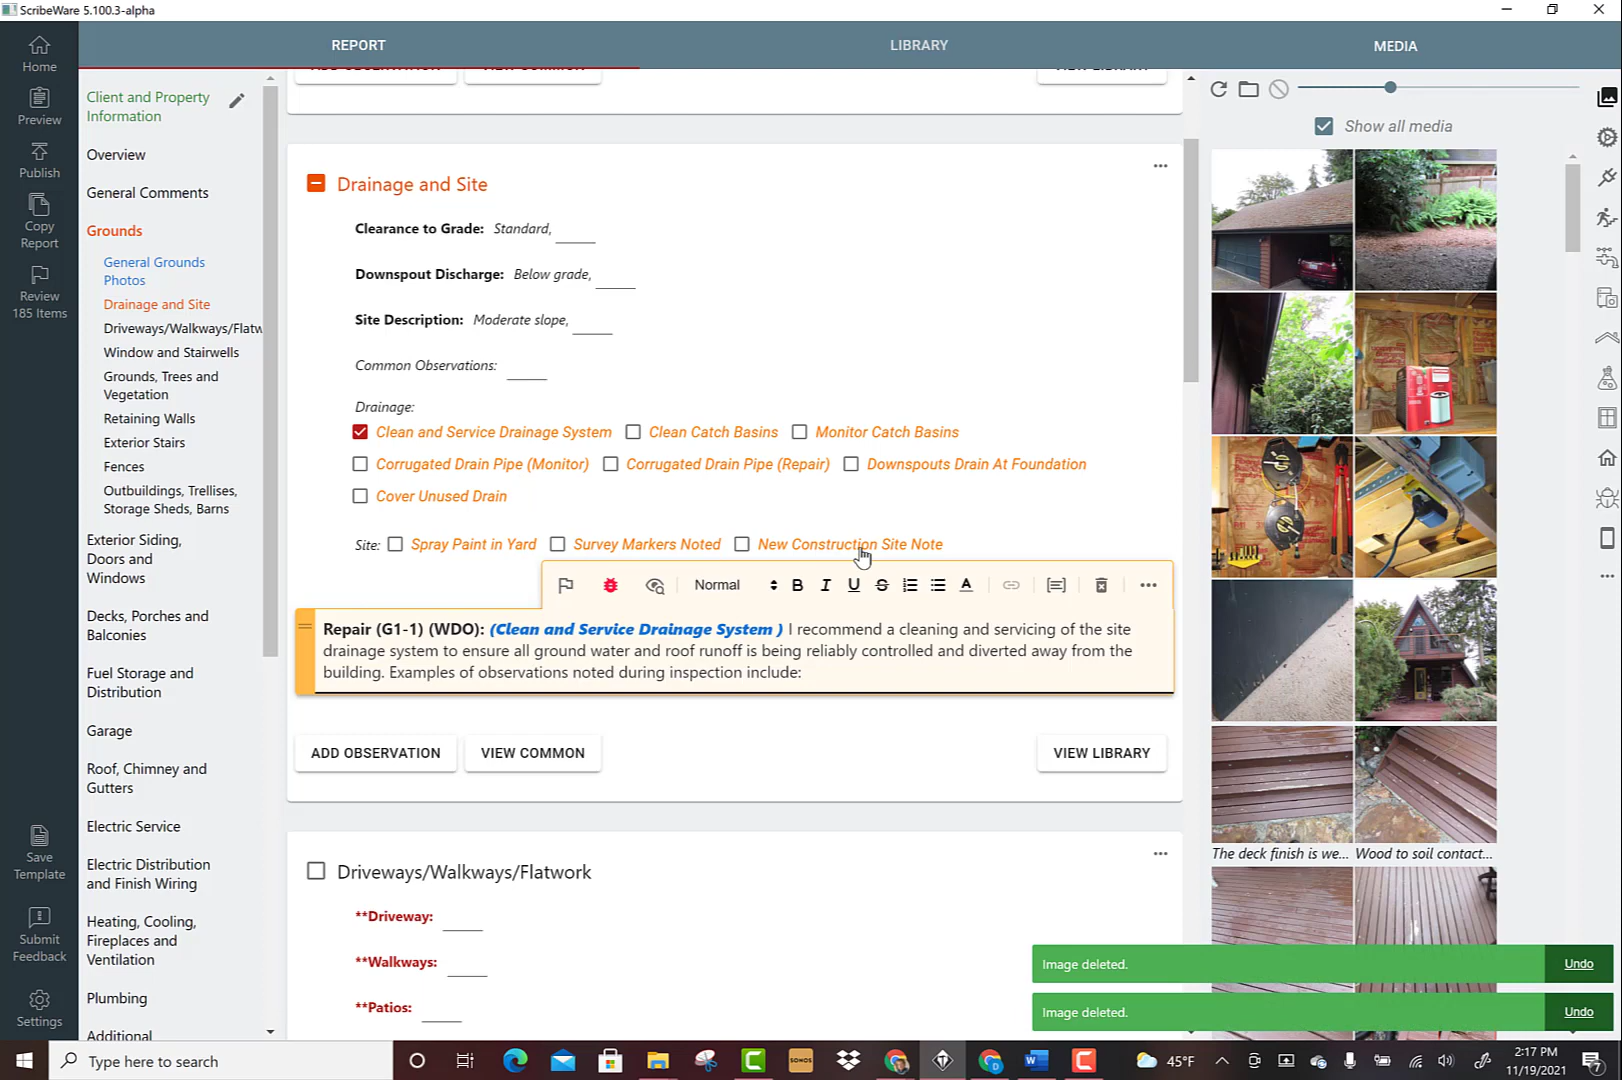 ScribeWare 5.100.3-alpha
REPORT
LIBRARY
MEDIA
Home
Preview
Publish
Copy
Report
Review
185 Items
Save
Template
Submit
Feedback
Settings
Client and Property
Information
Overview
General Comments
Grounds
General Grounds
Photos
Drainage and Site
Driveways/Walkways/Flatw
Window and Stairwells
Grounds, Trees and
Vegetation
Retaining Walls
Exterior Stairs
Fences
Outbuildings, Trellises,
Storage Sheds, Barns
Exterior Siding,
Doors and
Windows
Decks, Porches and
Balconies
Fuel Storage and
Distribution
Garage
Roof, Chimney and
Gutters
Electric Service
Electric Distribution
and Finish Wiring
Heating, Cooling,
Fireplaces and
Ventilation
Plumbing
Additional
ADD OBSERVATION VIEW COMMON VIEW LIBRARY
Drainage and Site
Clearance to Grade: Standard,
Downspout Discharge: Below grade,
Site Description: Moderate slope,
Common Observations:
Drainage:
Clean and Service Drainage System Clean Catch Basins Monitor Catch Basins
Corrugated Drain Pipe (Monitor) Corrugated Drain Pipe (Repair) Downspouts Drain At Foundation
Cover Unused Drain
Site: Spray Paint in Yard Survey Markers Noted New Construction Site Note
Normal B I U S A
Repair (G1-1) (WDO): (Clean and Service Drainage System ) I recommend a cleaning and servicing of the site
drainage system to ensure all ground water and roof runoff is being reliably controlled and diverted away from the
building. Examples of observations noted during inspection include:
ADD OBSERVATION VIEW COMMON VIEW LIBRARY
Driveways/Walkways/Flatwork
**Driveway:
**Walkways:
**Patios:
Show all media
The deck finish is we... Wood to soil contact...
Image deleted. Undo
Image deleted. Undo
Type here to search
SONOS
45°F
2:17 PM
11/19/2021
7